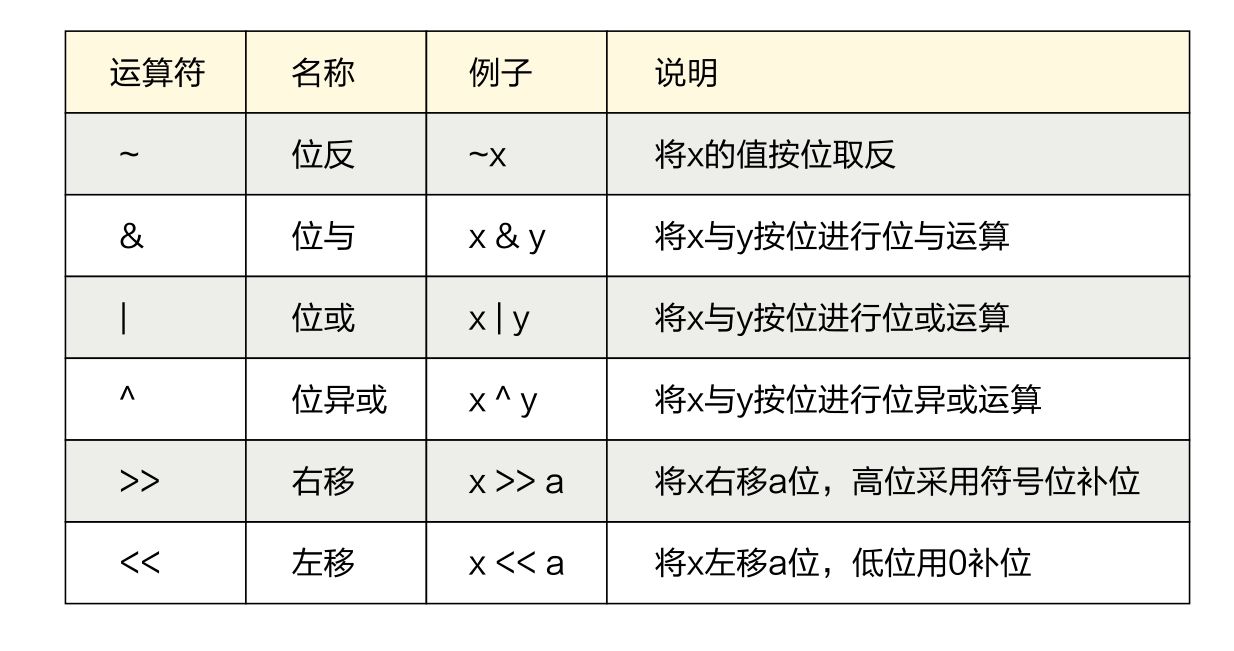 运算符 名称 例子 说明
~ 位反 ~x 将x的值按位取反
& 位与 x & y 将x与y按位进行位与运算
| 位或 x | y 将x与y按位进行位或运算
^ 位异或 x ^ y 将x与y按位进行位异或运算
>> 右移 x >> a 将x右移a位，高位采用符号位补位
<< 左移 x << a 将x左移a位，低位用0补位